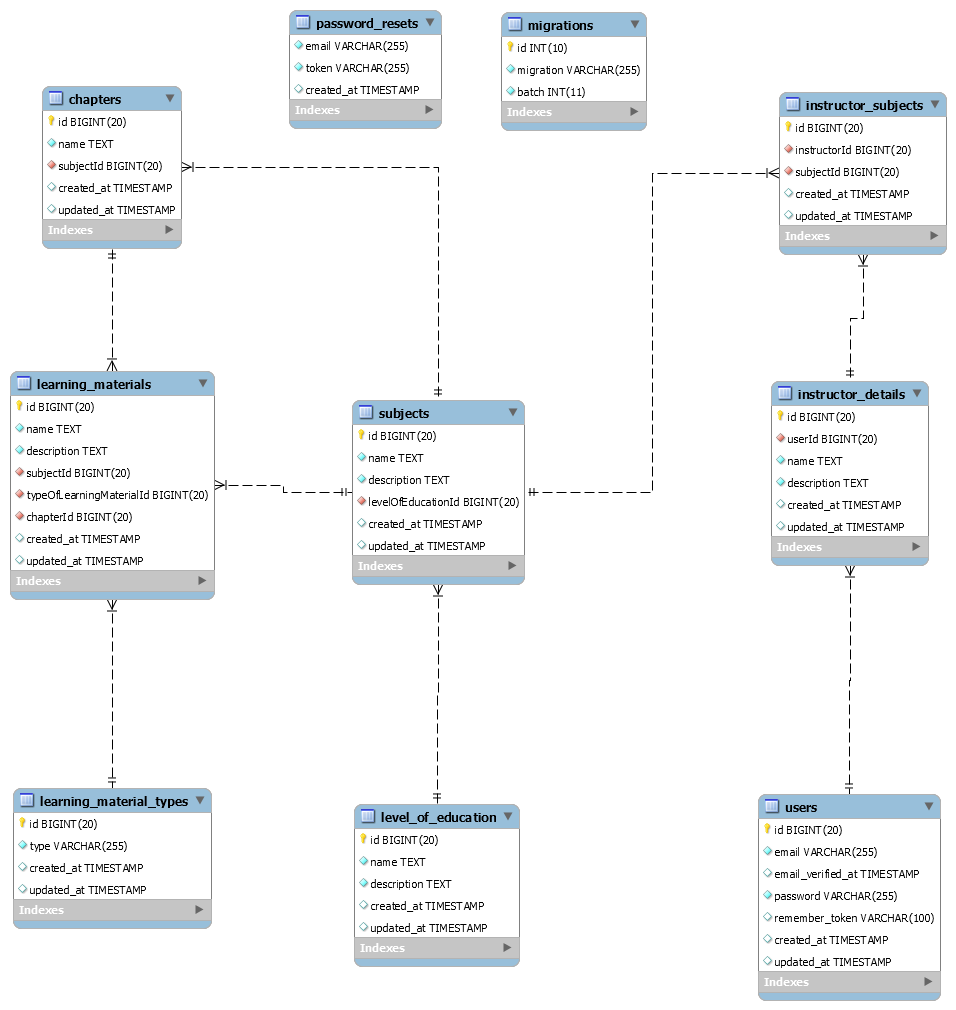 password_resets
email VARCHAR(255)
token VARCHAR(255)
created_at TIMESTAMP
Indexes
migrations
id INT(10)
migration VARCHAR(255)
batch INT(11)
Indexes
chapters
id BIGINT(20)
name TEXT
subjectId BIGINT(20)
created_at TIMESTAMP
updated_at TIMESTAMP
Indexes
instructor_subjects
id BIGINT(20)
instructorId BIGINT(20)
subjectId BIGINT(20)
created_at TIMESTAMP
updated_at TIMESTAMP
Indexes
learning_materials
id BIGINT(20)
name TEXT
description TEXT
subjectId BIGINT(20)
typeOfLearningMaterialId BIGINT(20)
chapterId BIGINT(20)
created_at TIMESTAMP
updated_at TIMESTAMP
Indexes
subjects
id BIGINT(20)
name TEXT
description TEXT
levelOfEducationId BIGINT(20)
created_at TIMESTAMP
updated_at TIMESTAMP
Indexes
instructor_details
id BIGINT(20)
userId BIGINT(20)
name TEXT
description TEXT
created_at TIMESTAMP
updated_at TIMESTAMP
Indexes
learning_material_types
id BIGINT(20)
type VARCHAR(255)
created_at TIMESTAMP
updated_at TIMESTAMP
Indexes
level_of_education
id BIGINT(20)
name TEXT
description TEXT
created_at TIMESTAMP
updated_at TIMESTAMP
Indexes
users
id BIGINT(20)
email VARCHAR(255)
email_verified_at TIMESTAMP
password VARCHAR(255)
remember_token VARCHAR(100)
created_at TIMESTAMP
updated_at TIMESTAMP
Indexes